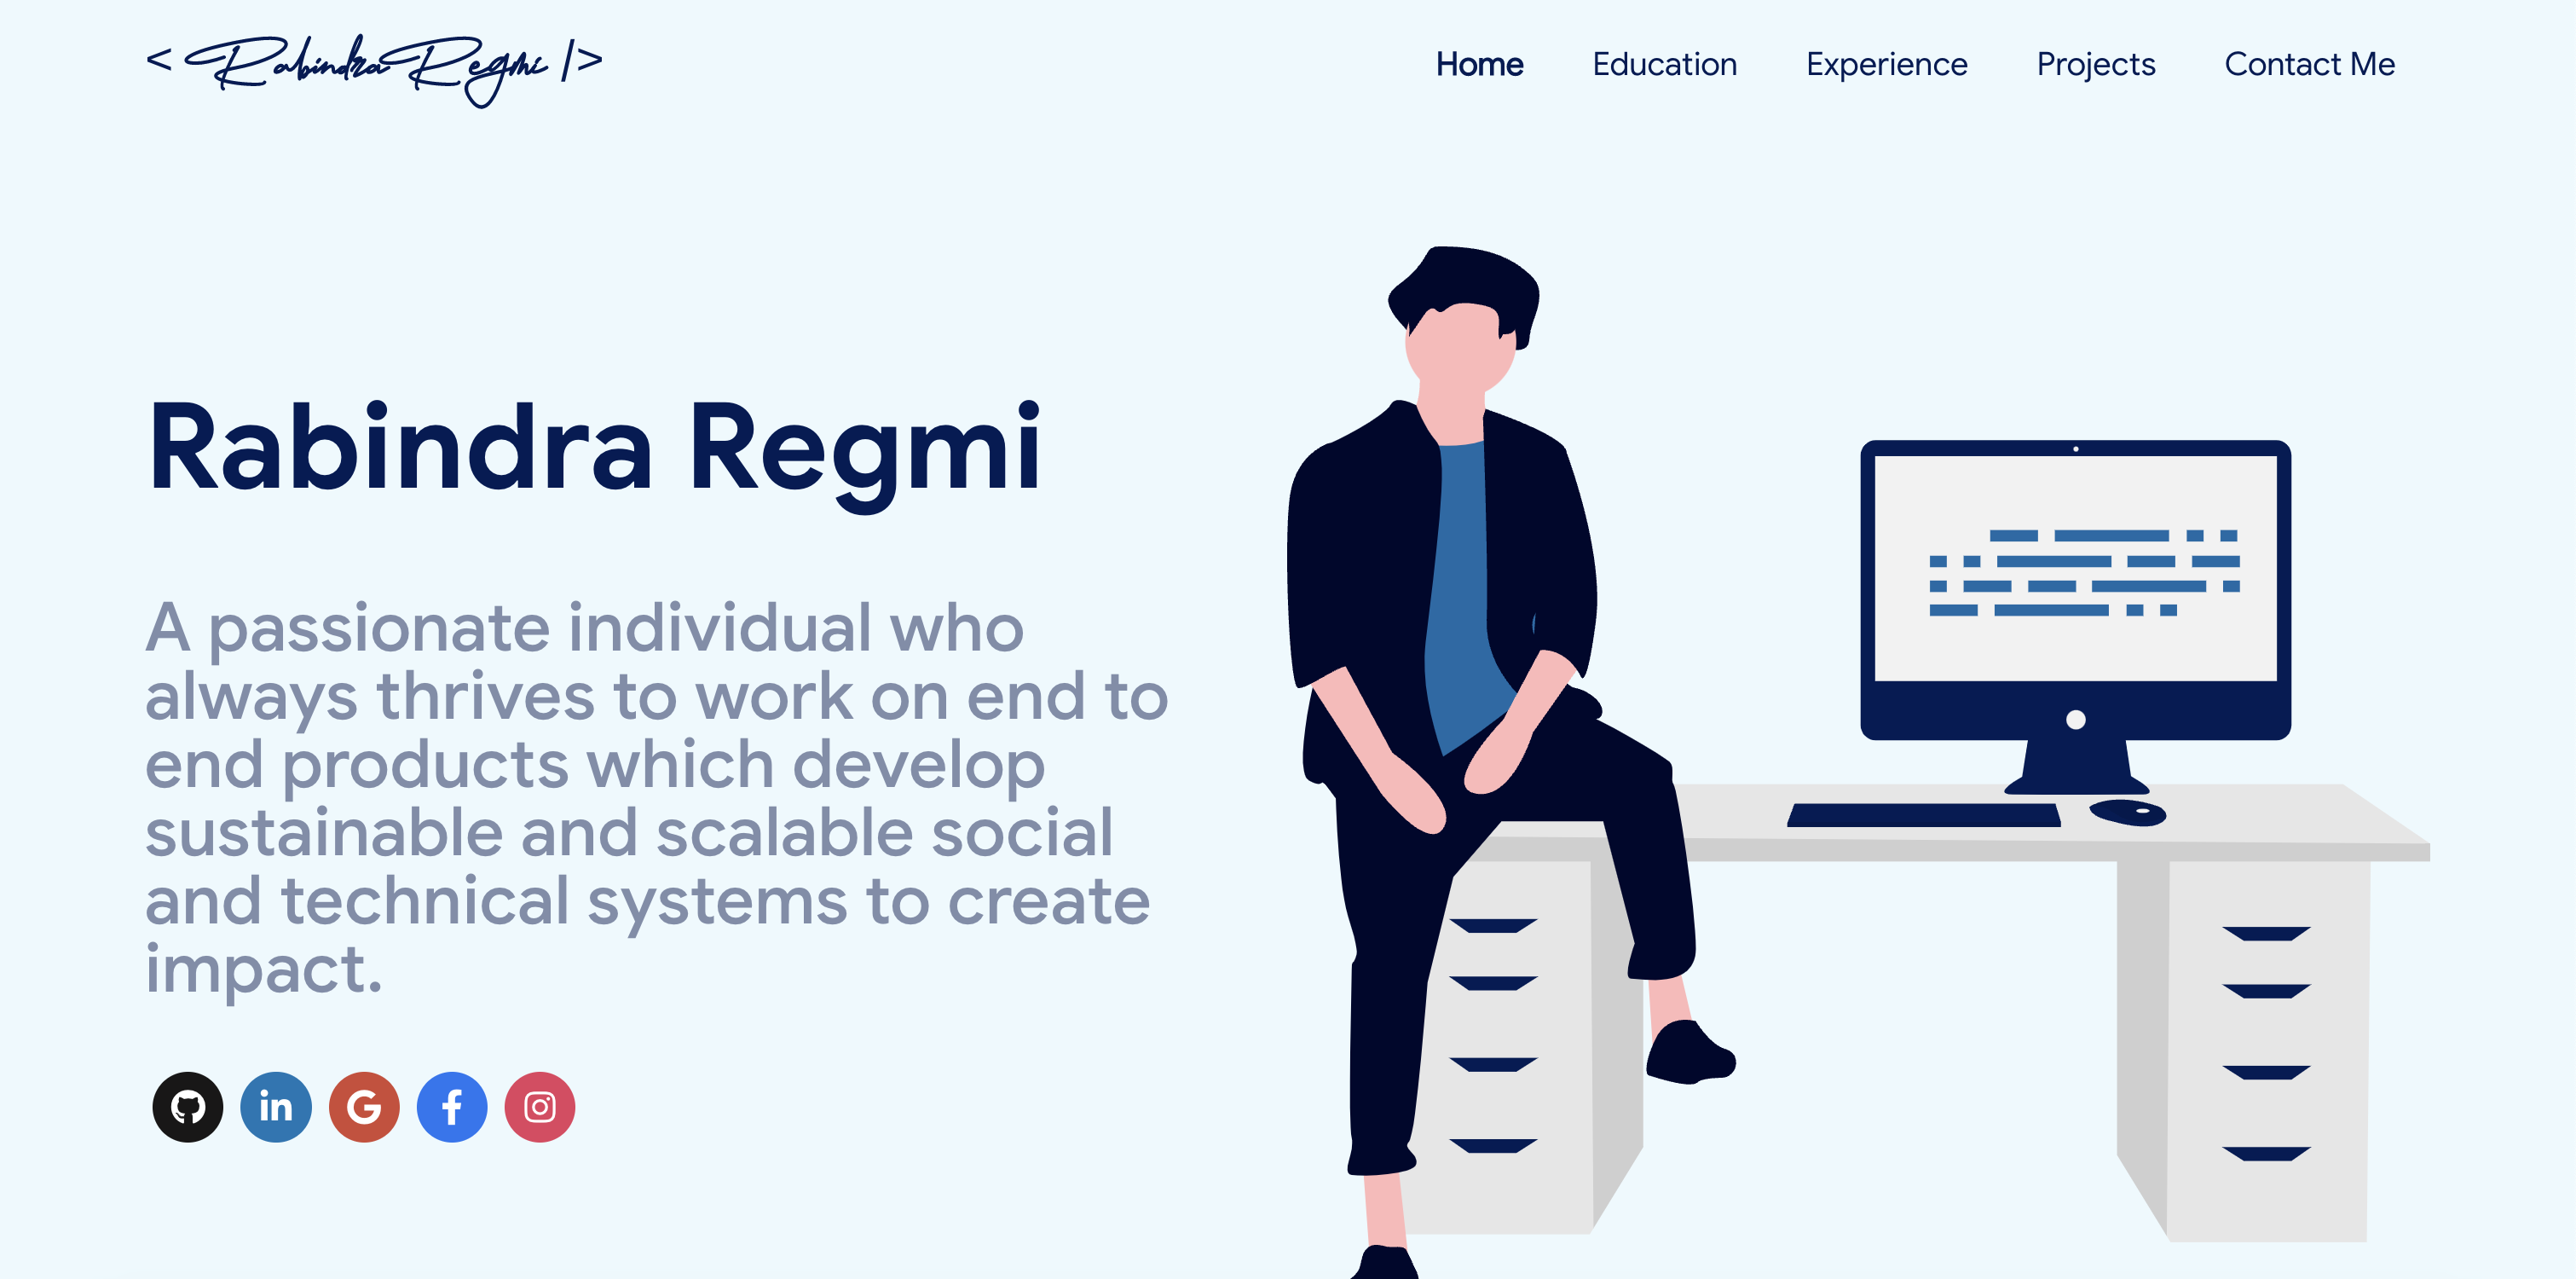 < Rabindra Regmi />
Home Education Experience Projects Contact Me
Rabindra Regmi
A passionate individual who
always thrives to work on end to
end products which develop
sustainable and scalable social
and technical systems to create
impact.